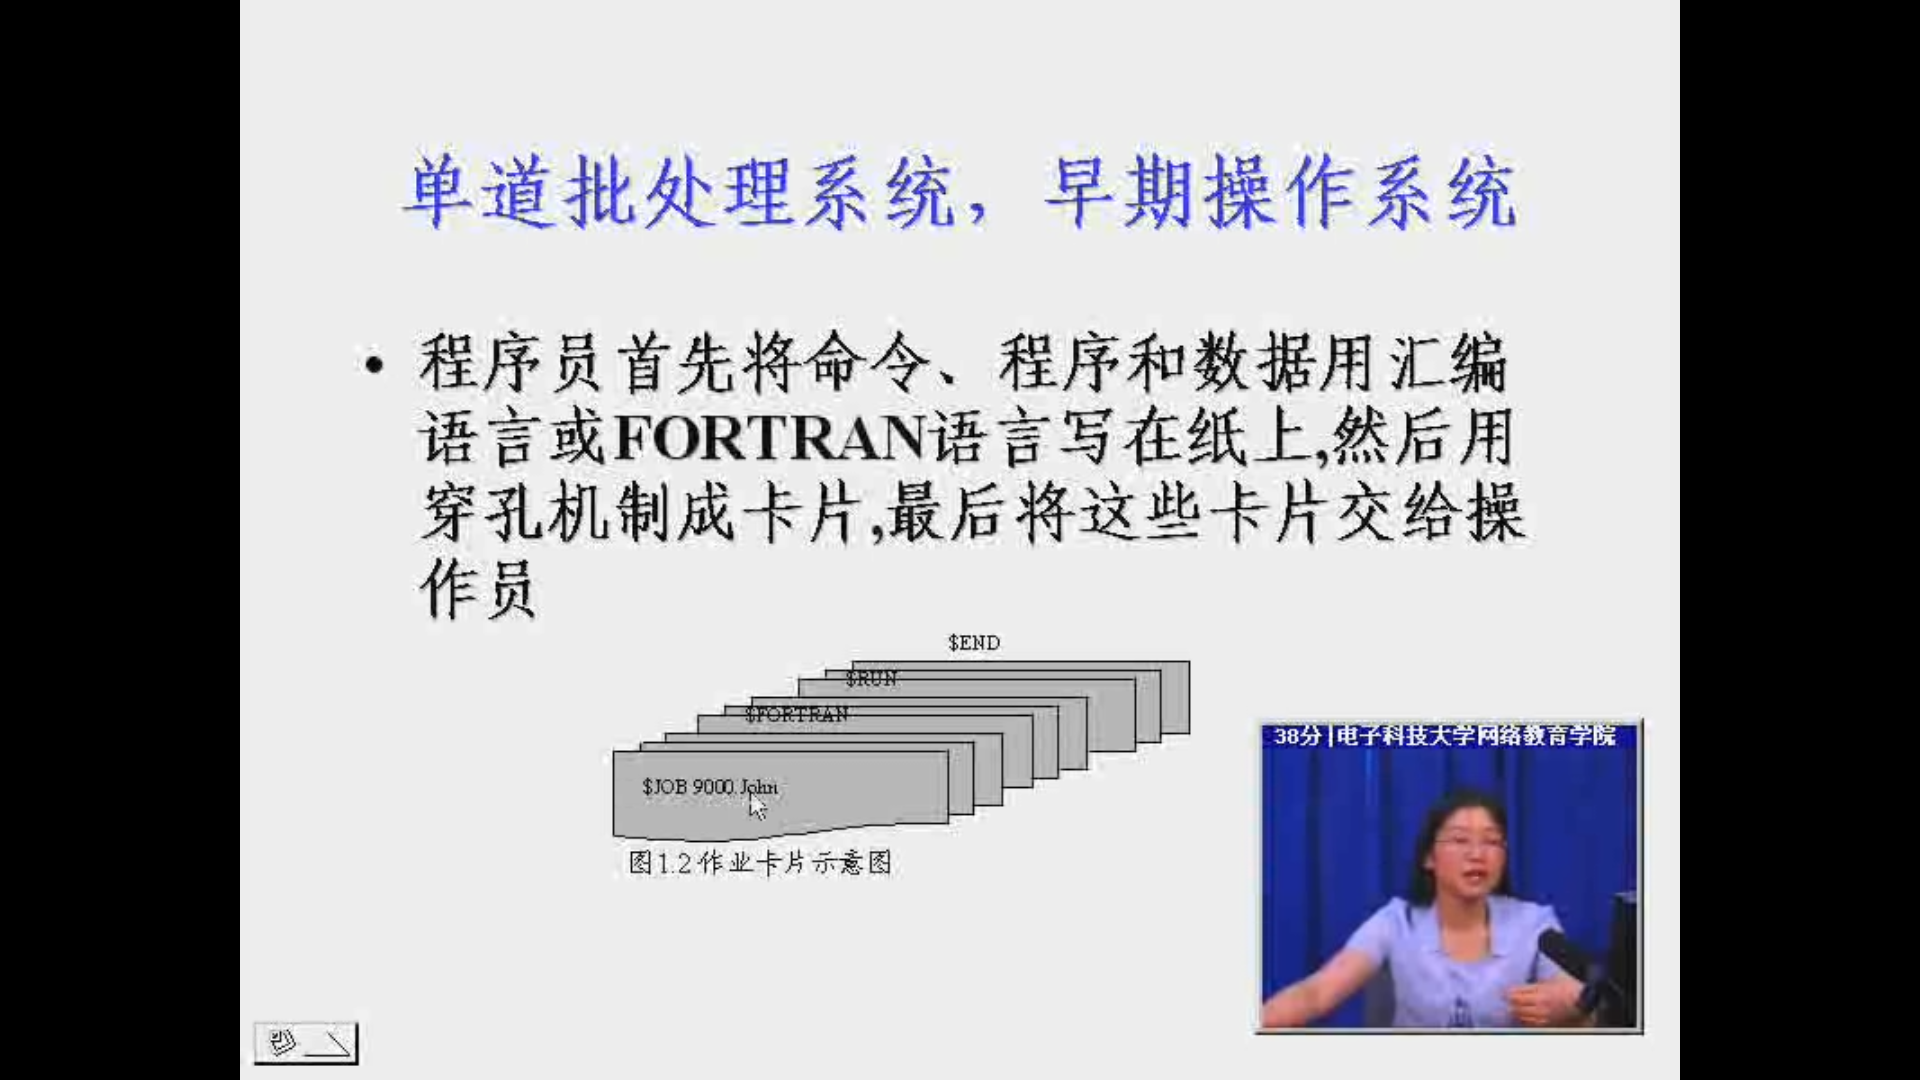 单道批处理系统，早期操作系统
• 程序员首先将命令、程序和数据用汇编
语言或FORTRAN语言写在纸上,然后用
穿孔机制成卡片,最后将这些卡片交给操
作员
$END
$RUN
$FORTRAN
$JOB 9000.John
图1.2 作业卡片示意图
38分|电子科技大学网络教育学院